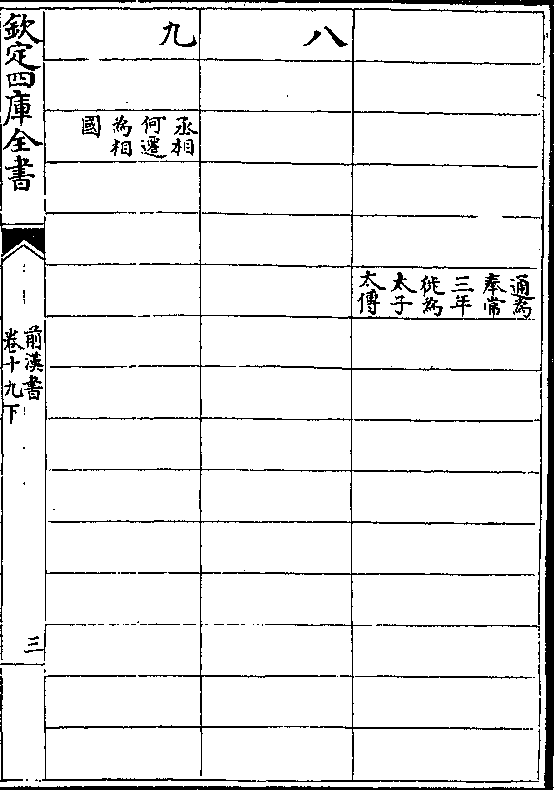 通為
奉常
三年
徙為
太子
太傅
八
九
丞相
何遷
為相
國
欽定四庫全書
前漢書
卷十九下
三